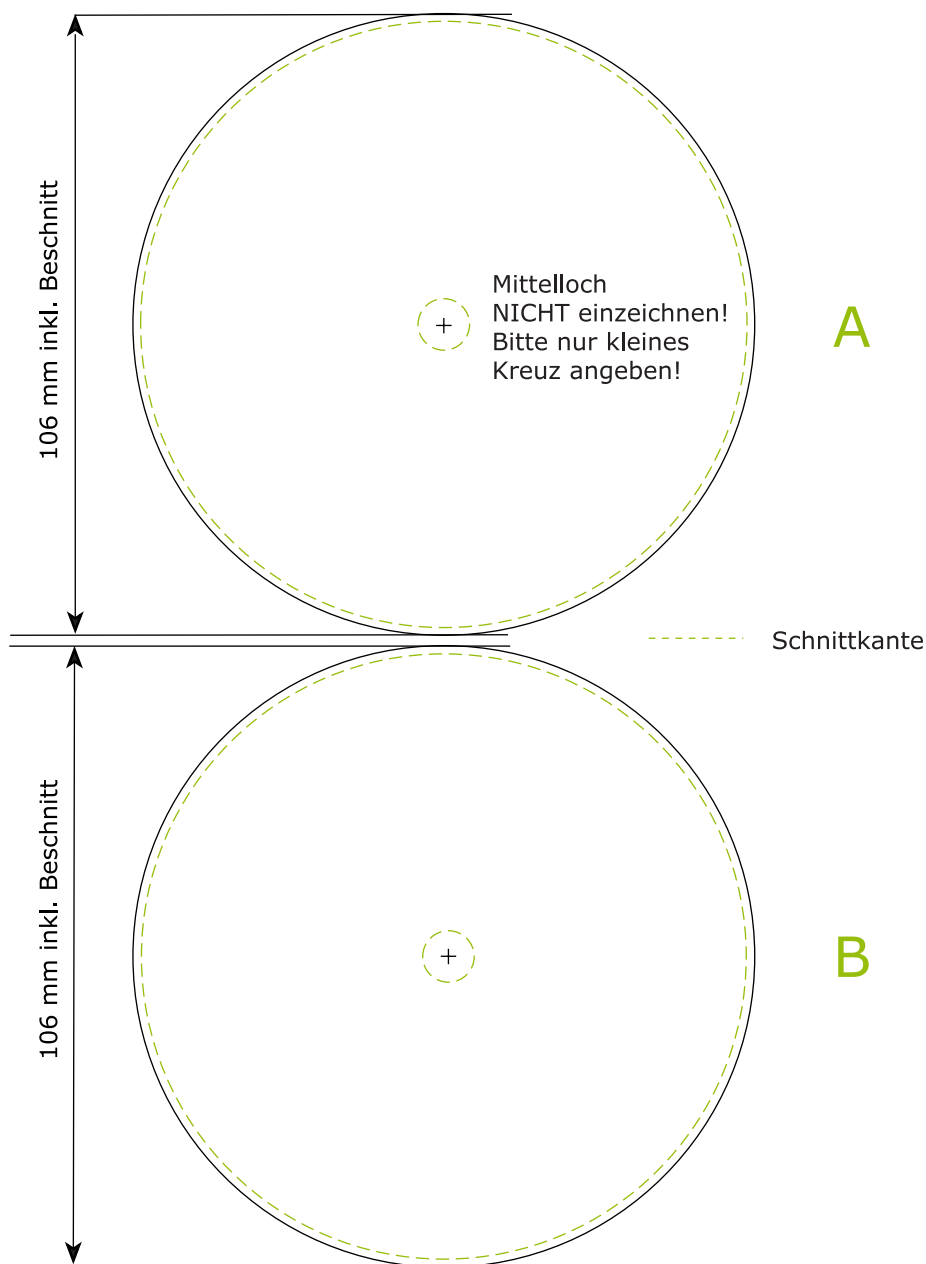 106 mm inkl. Beschnitt
Mittelloch
NICHT einzeichnen!
Bitte nur kleines
Kreuz angeben!
A
Schnittkante
106 mm inkl. Beschnitt
B